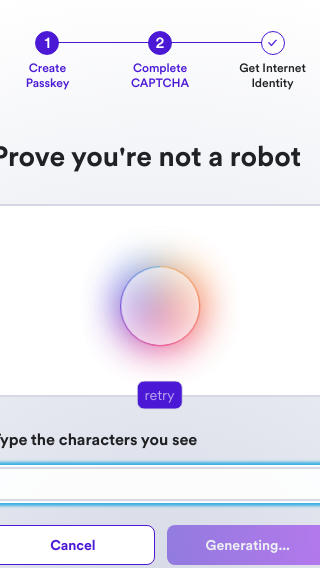 1
2
Create
Passkey
Complete
CAPTCHA
Get Internet
Identity
Prove you're not a robot
retry
Type the characters you see
Cancel
Generating...